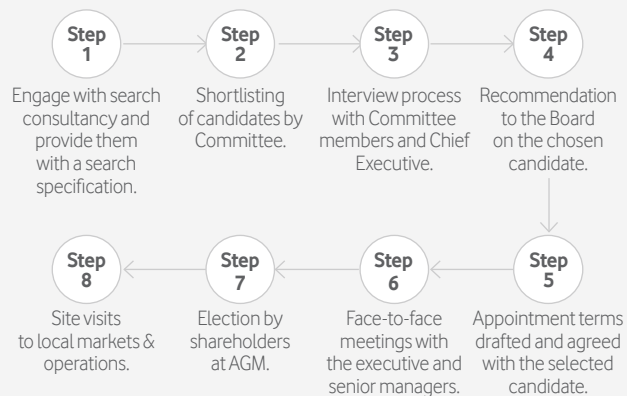 Step
1
Engage with search
consultancy and
provide them
with a search
specification.
Step
2
Shortlisting
of candidates by
Committee.
Step
3
Interview process
with Committee
members and Chief
Executive.
Step
4
Recommendation
to the Board
on the chosen
candidate.
Step
5
Appointment terms
drafted and agreed
with the selected
candidate.
Step
6
Face-to-face
meetings with
the executive and
senior managers.
Step
7
Election by
shareholders
at AGM.
Step
8
Site visits
to local markets &
operations.